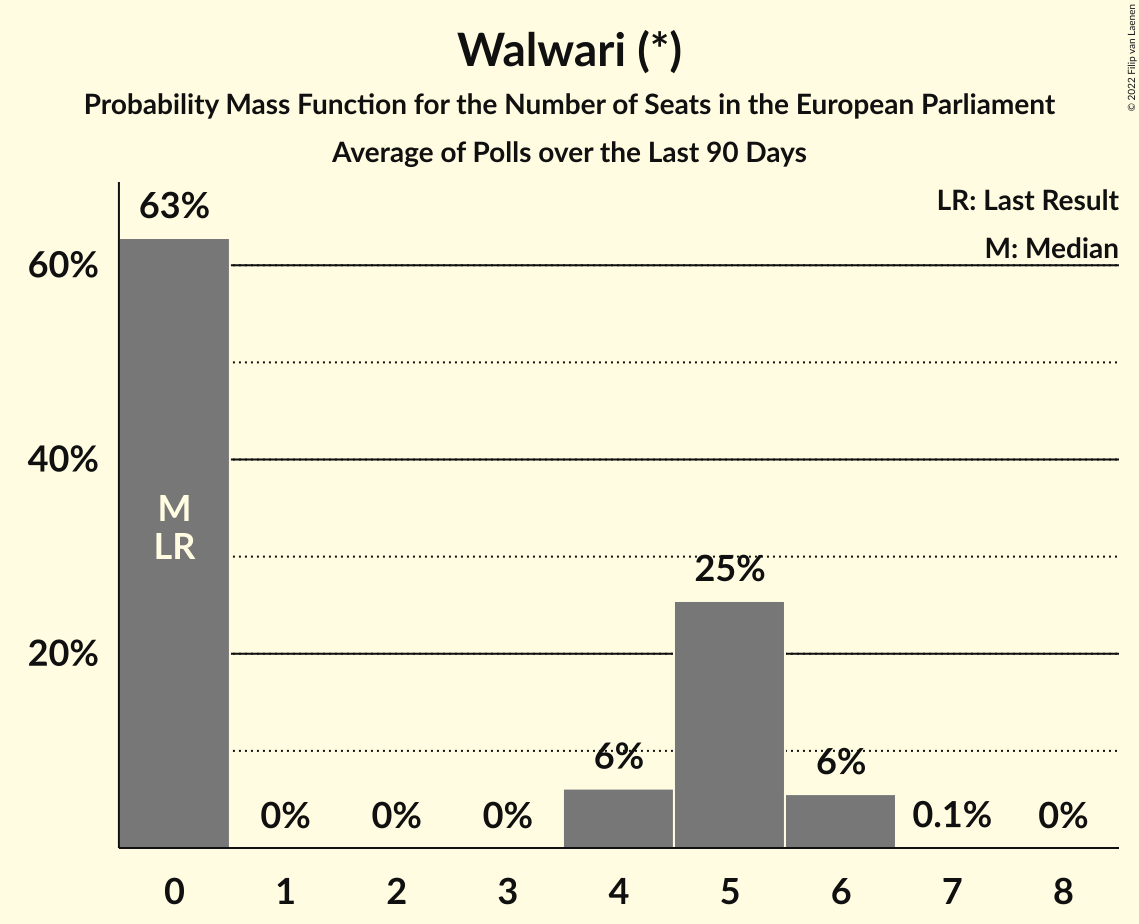 Walwari (*)
Probability Mass Function for the Number of Seats in the European Parliament
Average of Polls over the Last 90 Days
© 2022 Filip van Laenen
LR: Last Result
M: Median
63%
60%
40%
20%
M
LR
0%
0%
0%
6%
25%
6%
0.1%
0%
0
1
2
3
4
5
6
7
8